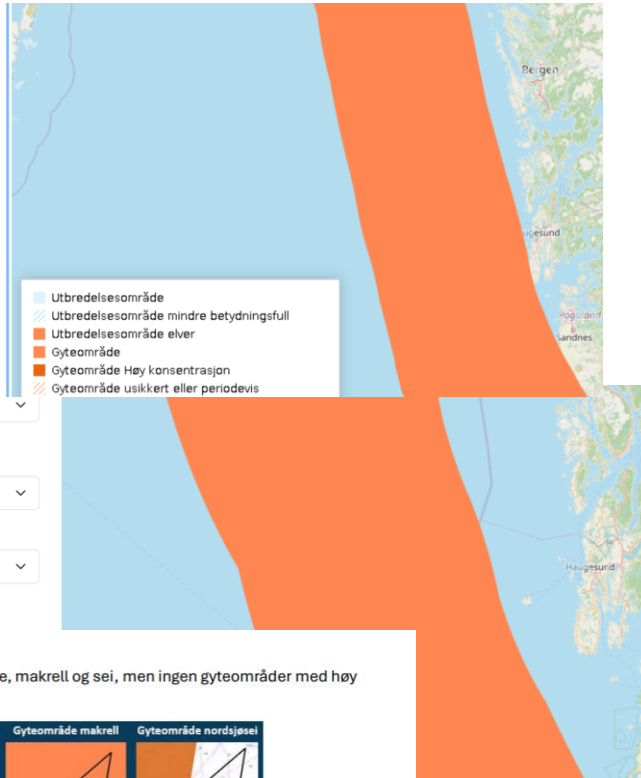 Bergen
ugesund
Rogaland
Sandnes
Utbredelsesområde
Utbredelsesområde mindre betydningsfull
Utbredelsesområde elver
Gyteområde
Gyteområde Høy konsentrasjon
Gyteområde usikkert eller periodevis
Haugesund
e, makrell og sei, men ingen gyteområder med høy
Gyteområde makrell Gyteområde nordsjøsei